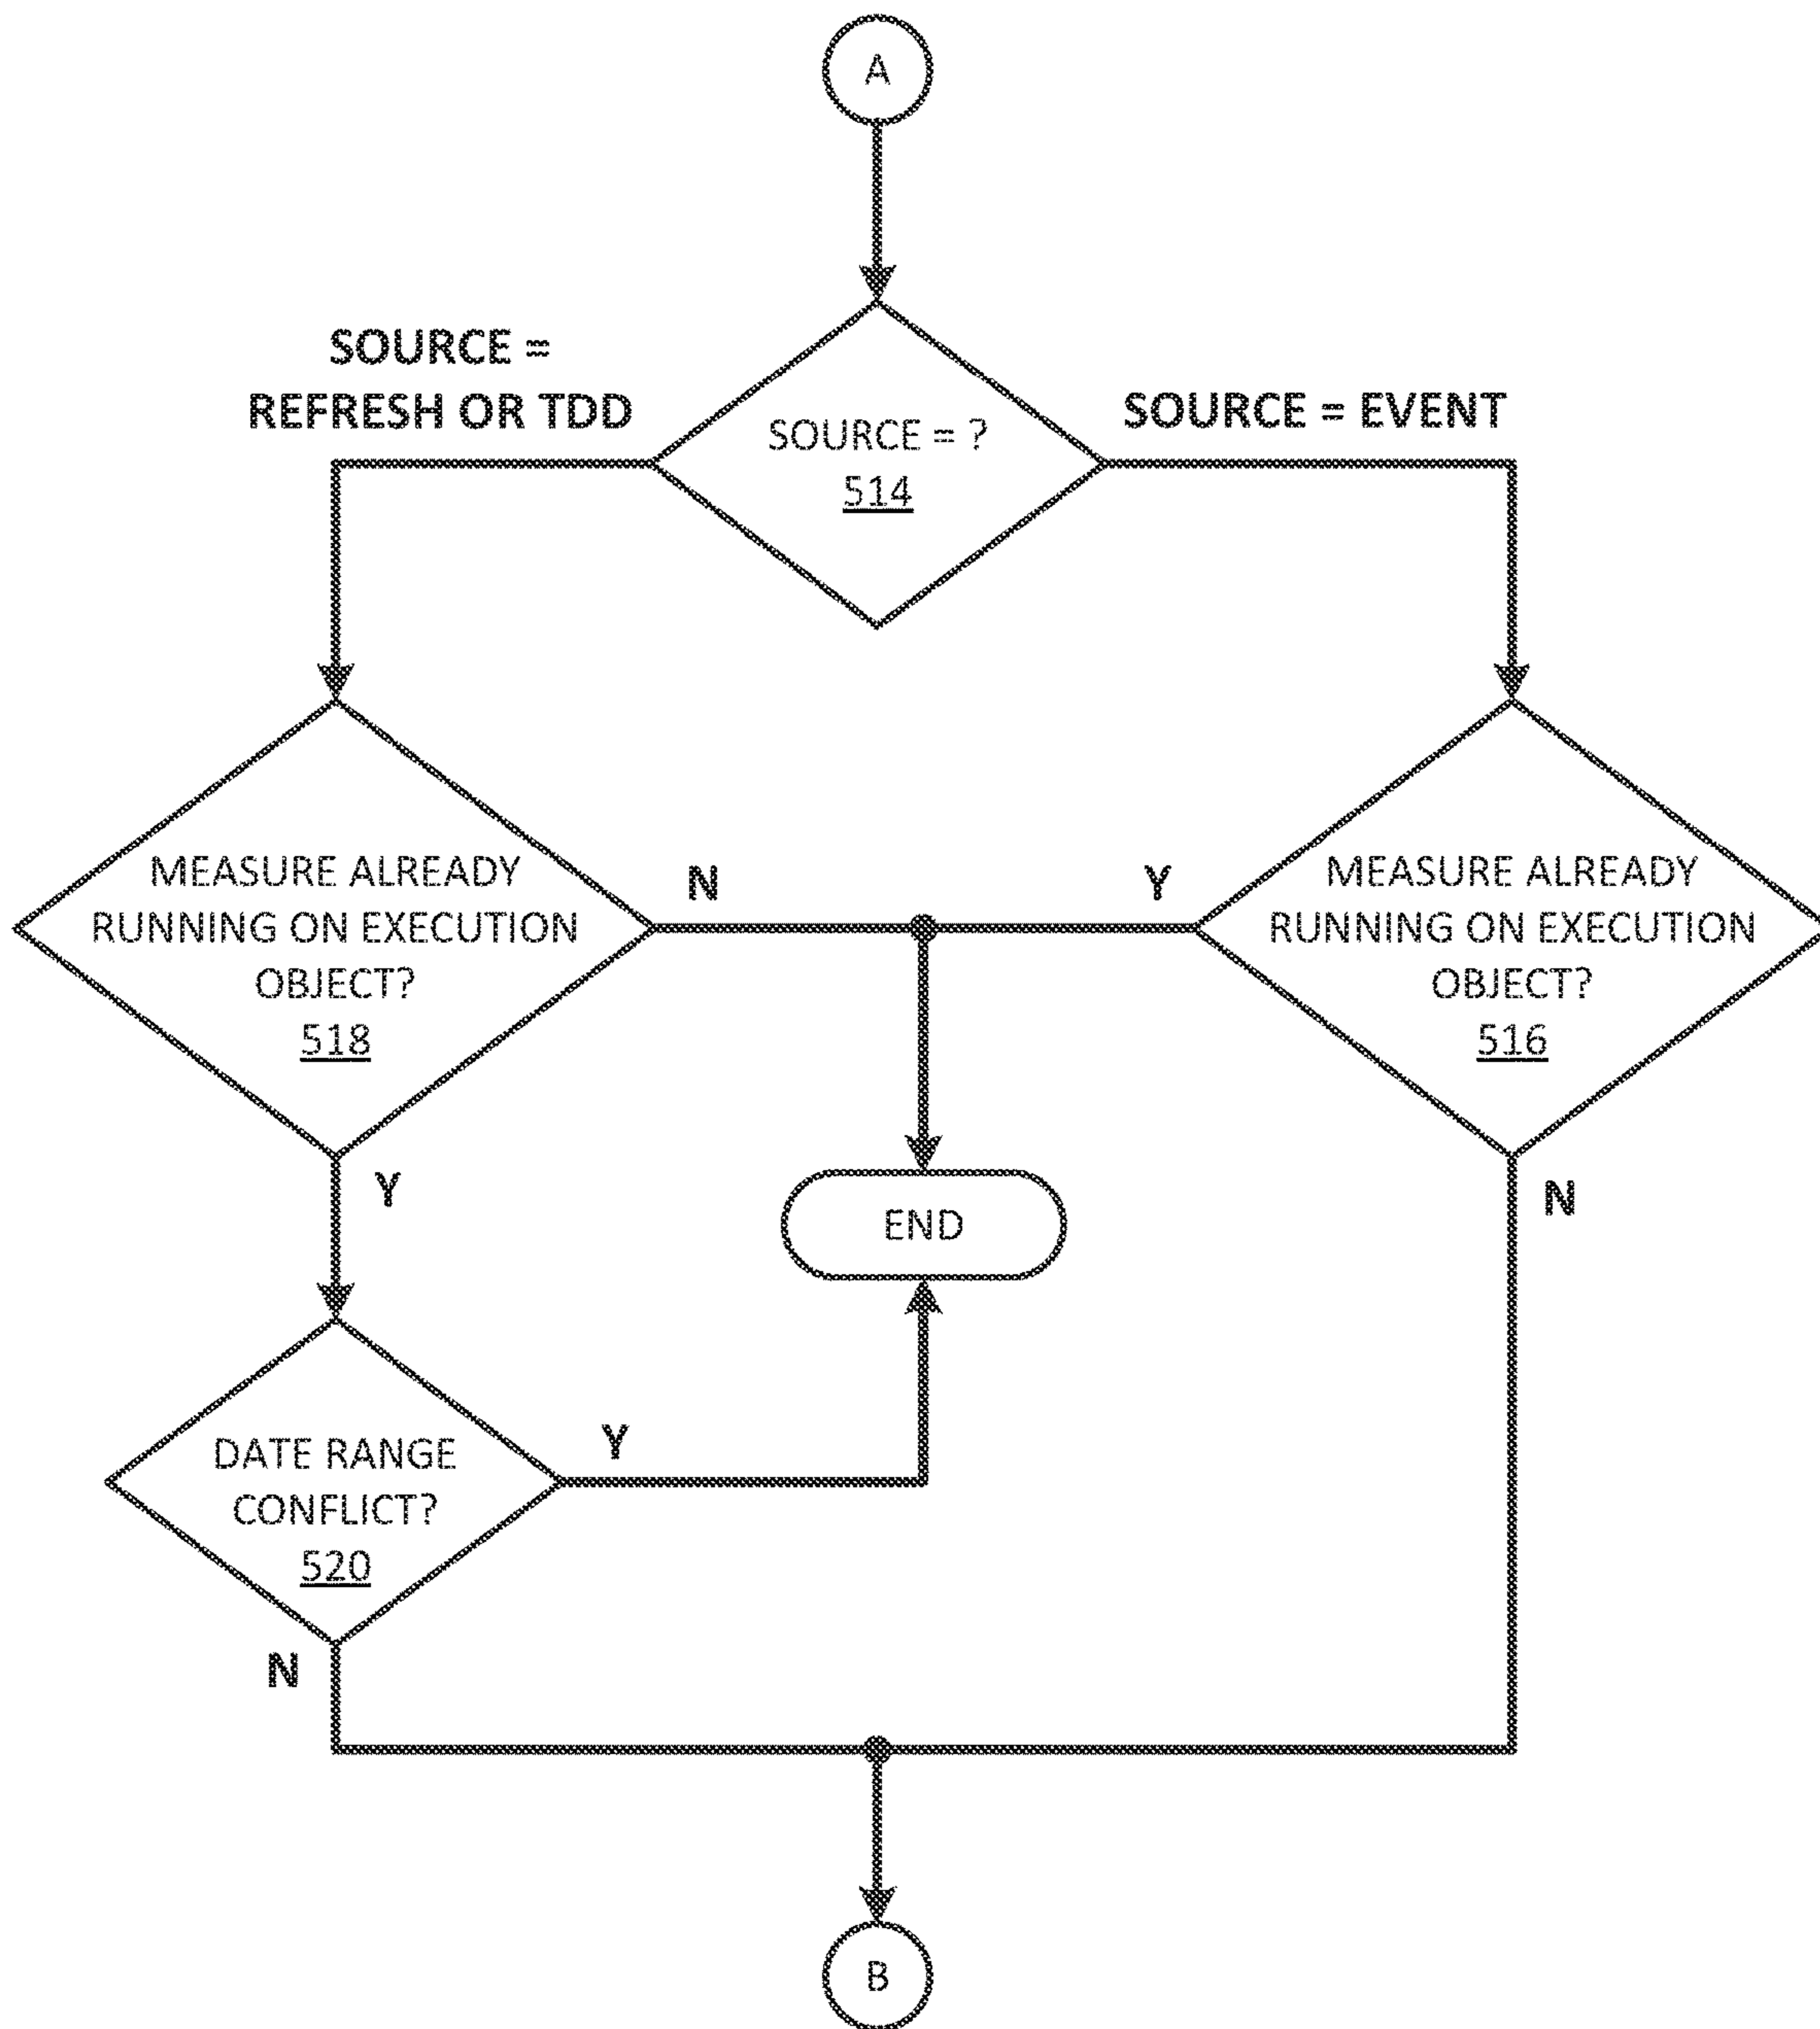 A
SOURCE =
REFRESH OR TDD
SOURCE = ?
514
SOURCE = EVENT
MEASURE ALREADY
RUNNING ON EXECUTION
OBJECT?
518
N
Y
MEASURE ALREADY
RUNNING ON EXECUTION
OBJECT?
516
Y
END
N
DATE RANGE
CONFLICT?
520
Y
N
B